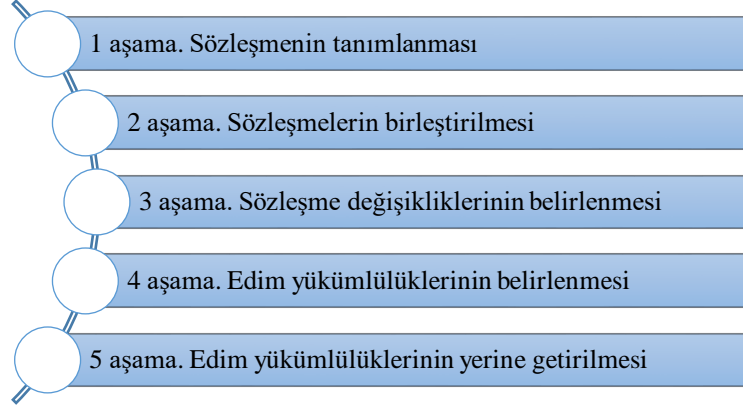 1 aşama. Sözleşmenin tanımlanması
2 aşama. Sözleşmelerin birleştirilmesi
3 aşama. Sözleşme değişikliklerinin belirlenmesi
4 aşama. Edim yükümlülüklerinin belirlenmesi
5 aşama. Edim yükümlülüklerinin yerine getirilmesi